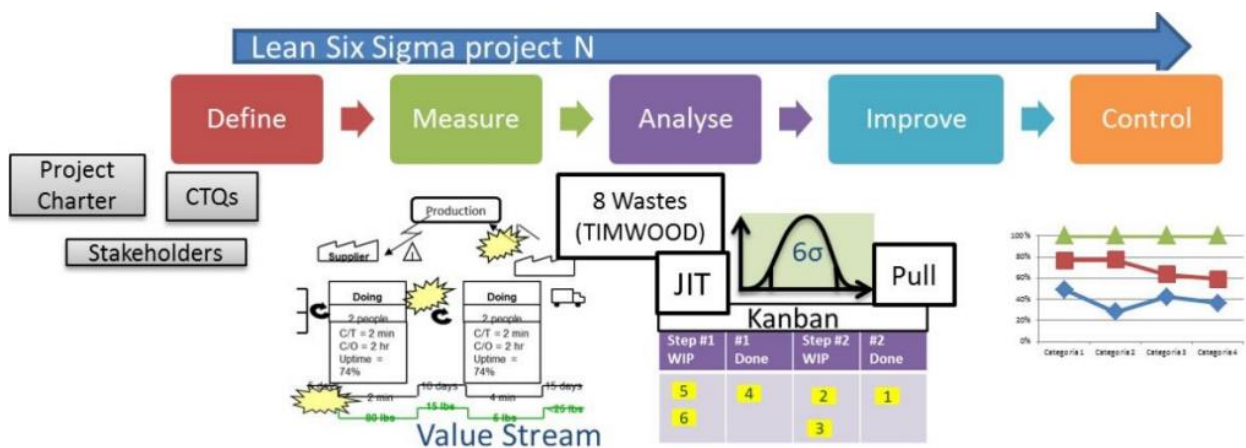 Lean Six Sigma project N
Define
Measure
Analyse
Improve
Control
Project
Charter
CTQs
Stakeholders
Production
Supplier
Doing
2 people
C/T = 2 min
C/O = 2 hr
Uptime =
74%
Doing
2 people
C/T = 2 min
C/O = 2 hr
Uptime =
74%
10 days
15 days
2 min
4 min
80 lbs
15 lbs
5 lbs
<25 lbs
Value Stream
8 Wastes
(TIMWOOD)
JIT
6σ
Pull
Kanban
Step #1
WIP
#1
Done
Step #2
WIP
#2
Done
5
4
2
1
6
3
100%
80%
60%
40%
20%
0%
Categoría 1
Categoría 2
Categoría 3
Categoría 4